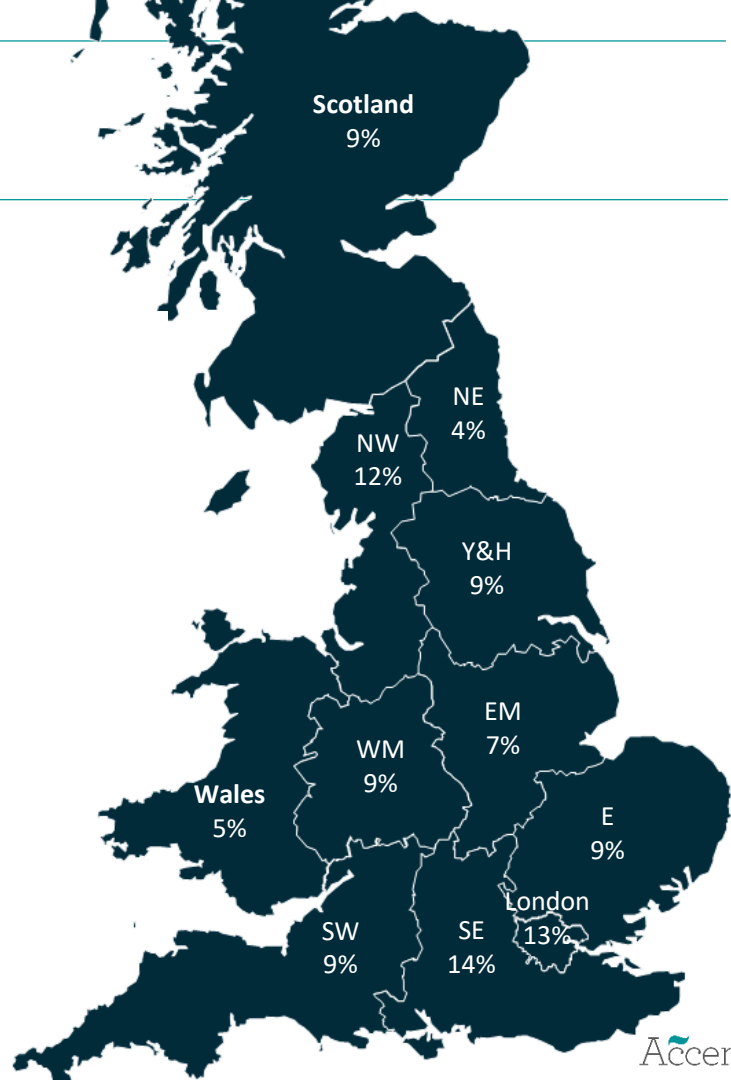 Scotland
9%
NE
4%
NW
12%
Y&H
9%
EM
7%
WM
9%
Wales
5%
E
9%
London
13%
SW
9%
SE
14%
Accer